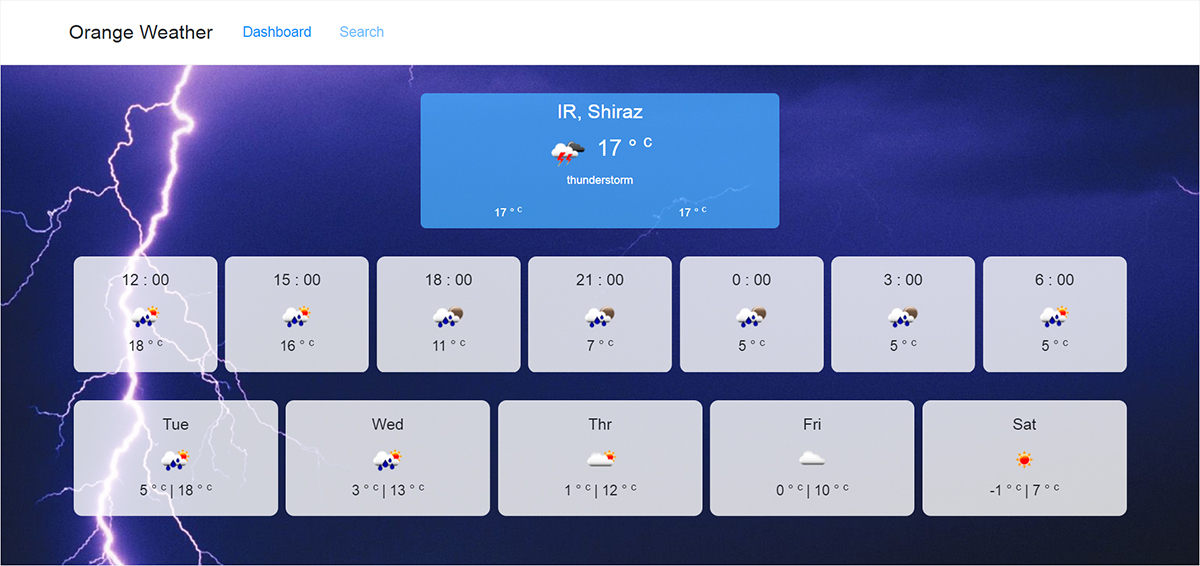 Orange Weather Dashboard Search
IR, Shiraz
17 ° C
thunderstorm
17 ° C 17 ° C
12 : 00 15 : 00 18 : 00 21 : 00 0 : 00 3 : 00 6 : 00
18 ° C 16 ° C 11 ° C 7 ° C 5 ° C 5 ° C 5 ° C
Tue Wed Thr Fri Sat
5 ° C | 18 ° C 3 ° C | 13 ° C 1 ° C | 12 ° C 0 ° C | 10 ° C -1 ° C | 7 ° C